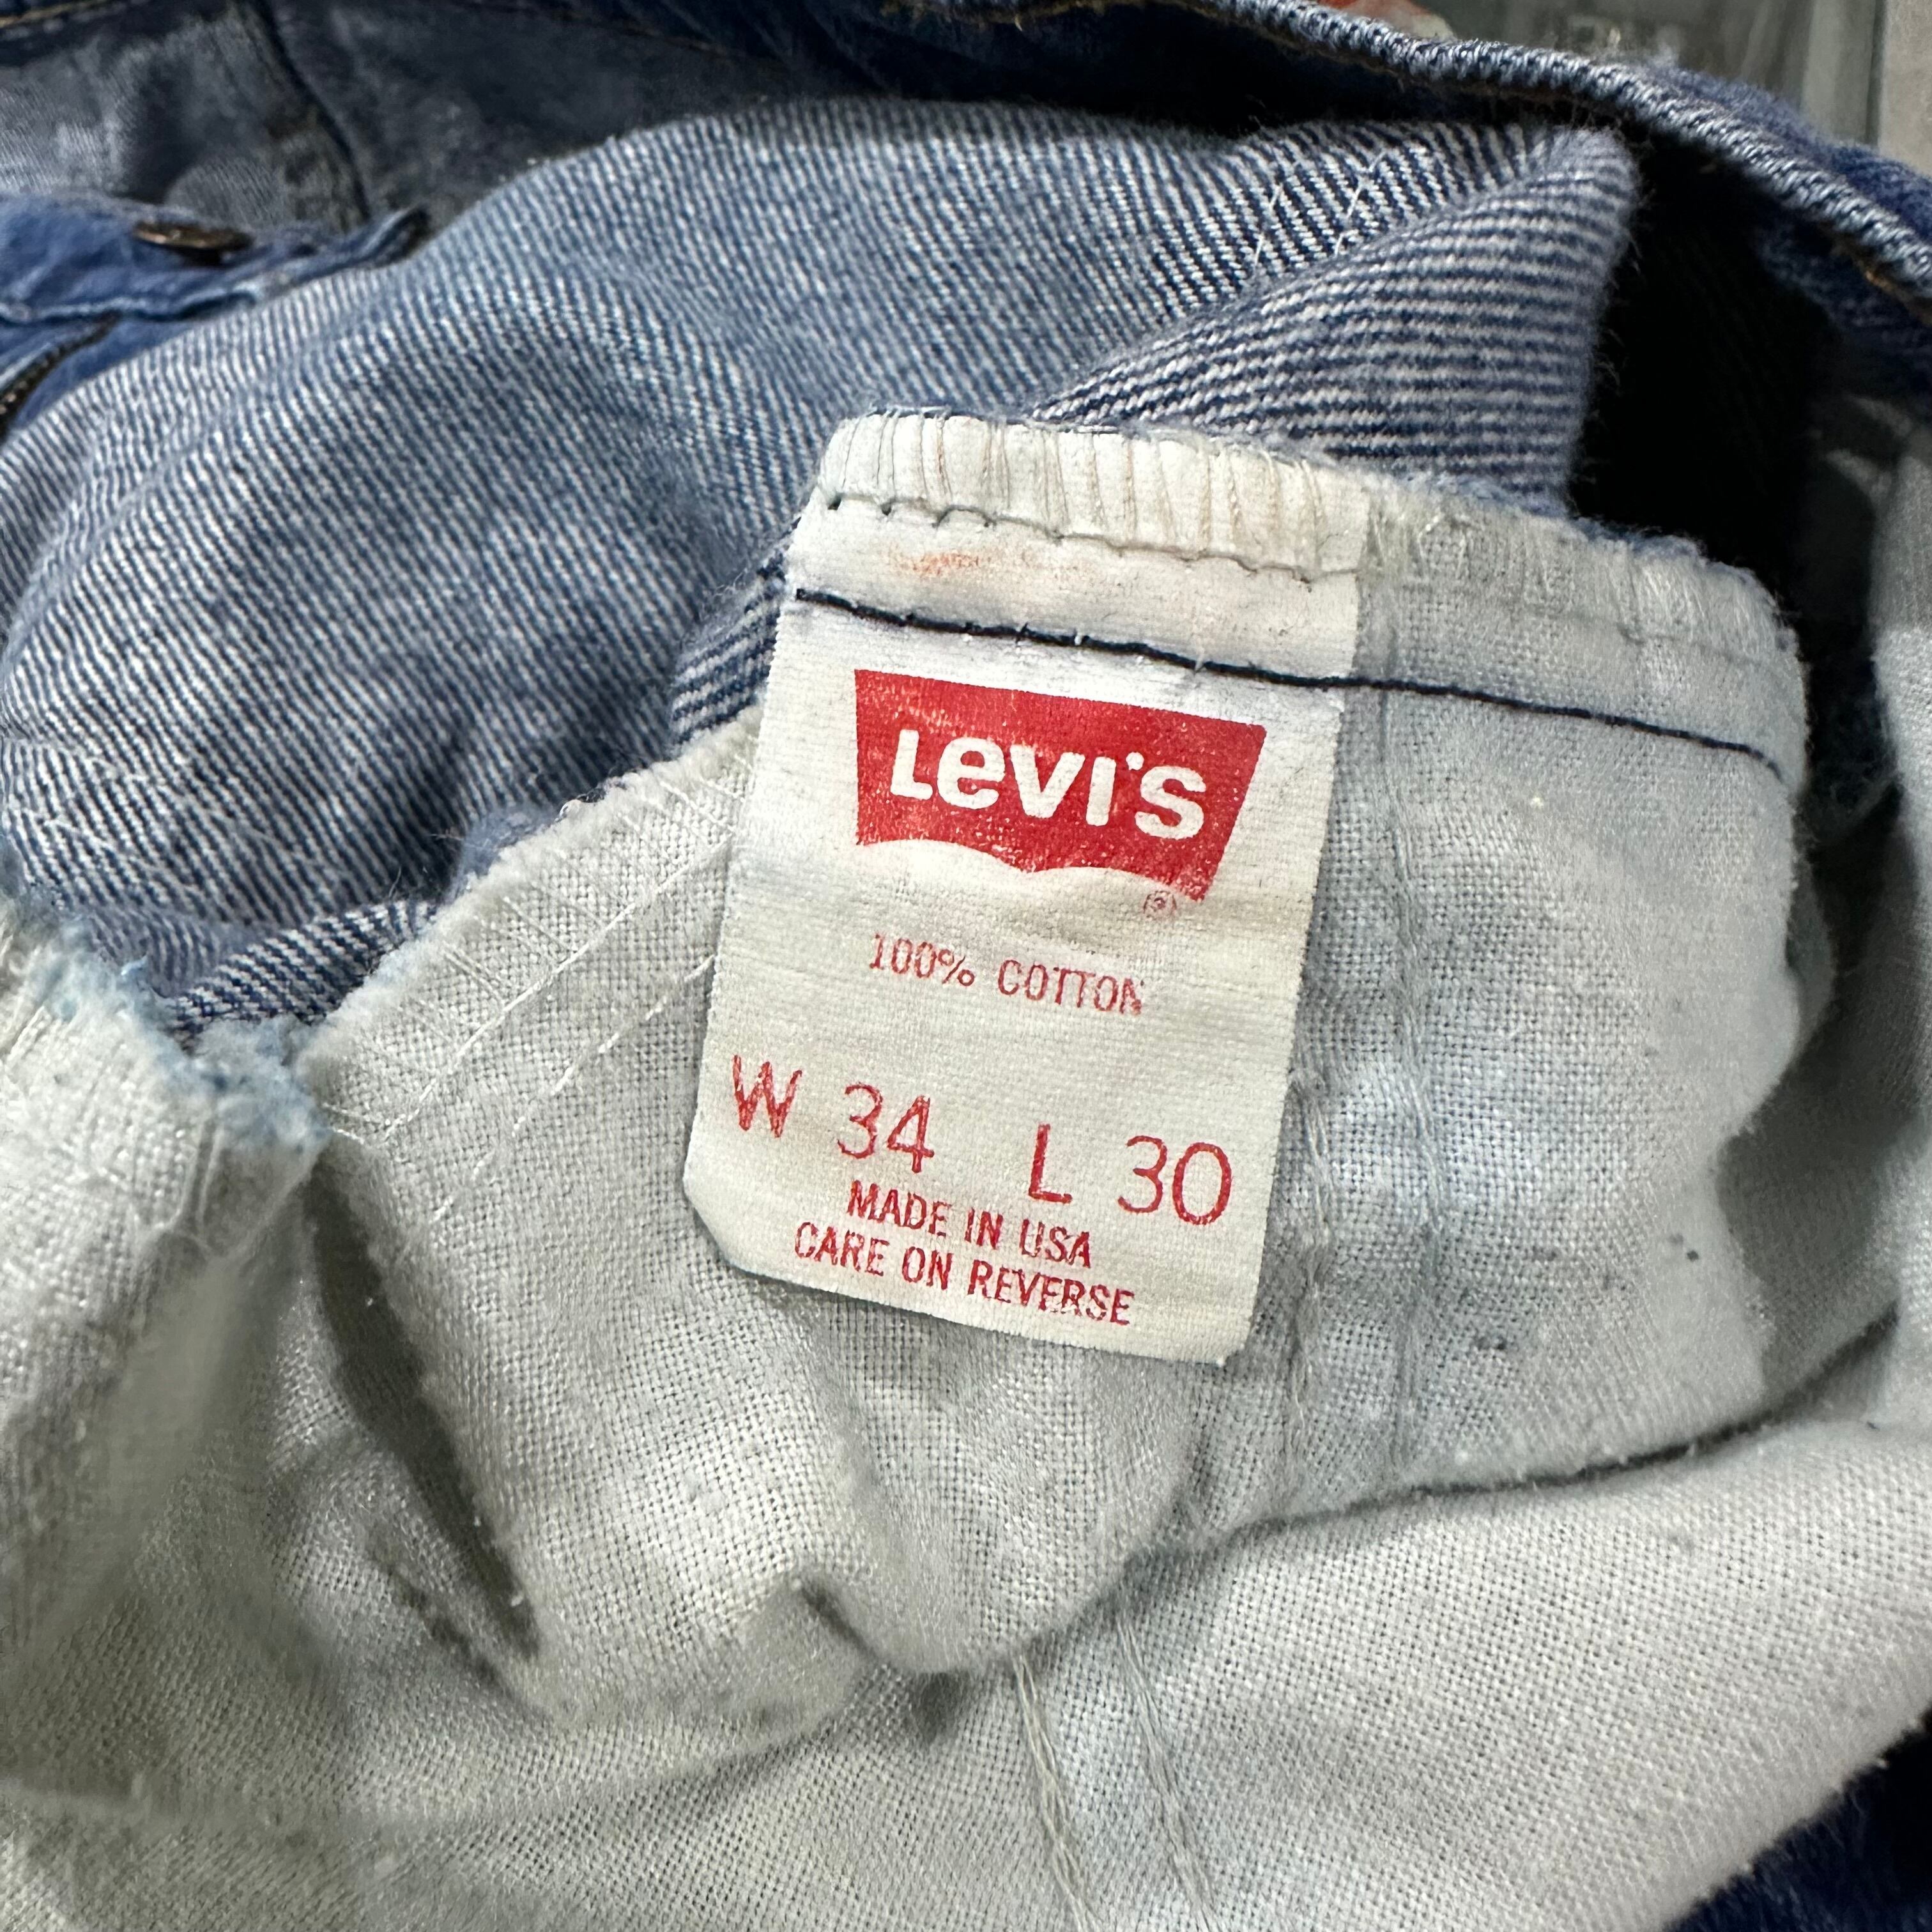 Levi's
®
100% COTTON
W 34 L 30
MADE IN USA
CARE ON REVERSE